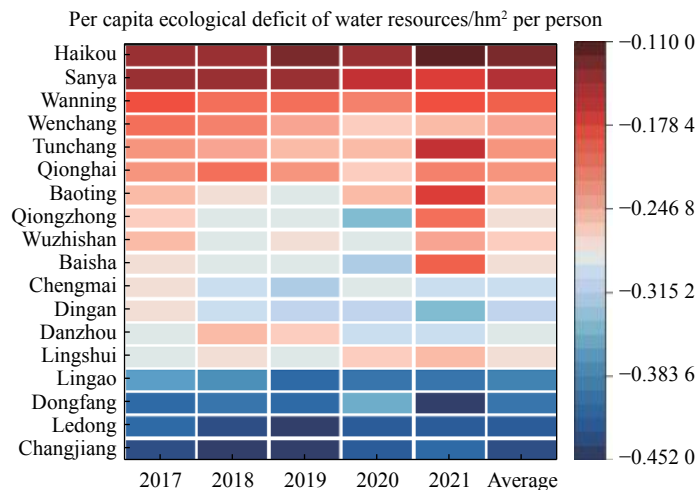 Per capita ecological deficit of water resources/hm² per person
Haikou
Sanya
Wanning
Wenchang
Tunchang
Qionghai
Baoting
Qiongzhong
Wuzhishan
Baisha
Chengmai
Dingan
Danzhou
Lingshui
Lingao
Dongfang
Ledong
Changjiang
2017 2018 2019 2020 2021 Average
−0.110 0
−0.178 4
−0.246 8
−0.315 2
−0.383 6
−0.452 0